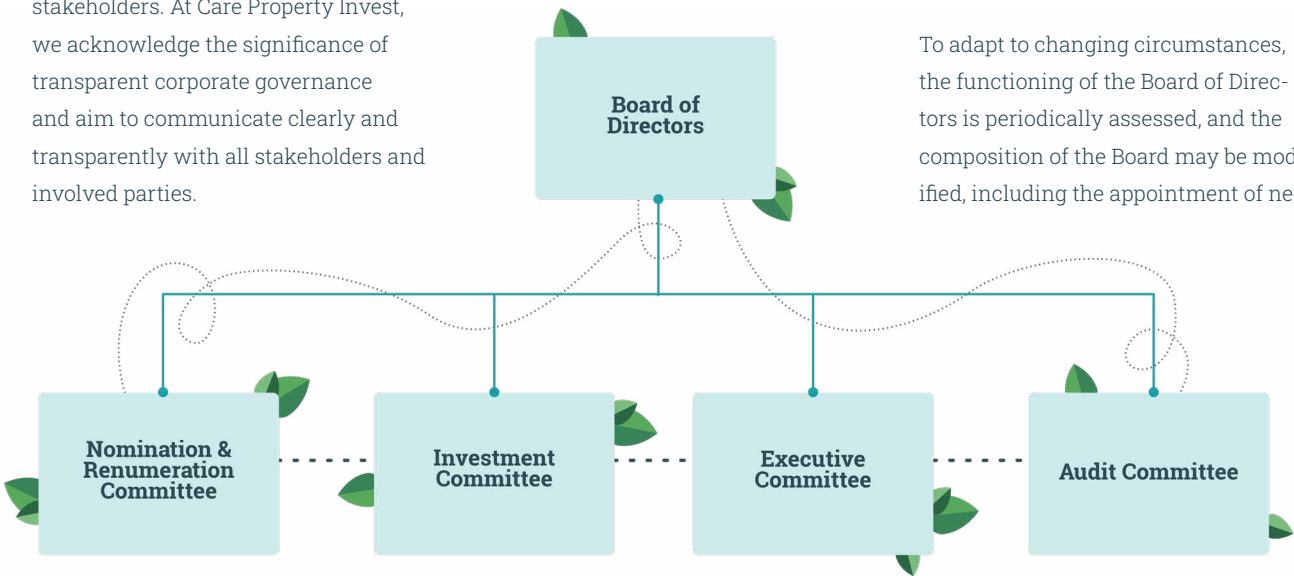 stakeholders. At Care Property Invest,
we acknowledge the significance of
transparent corporate governance
and aim to communicate clearly and
transparently with all stakeholders and
involved parties.
To adapt to changing circumstances,
the functioning of the Board of Direc-
tors is periodically assessed, and the
composition of the Board may be mod
ified, including the appointment of ne
Board of
Directors
Nomination &
Renumeration
Committee
Investment
Committee
Executive
Committee
Audit Committee